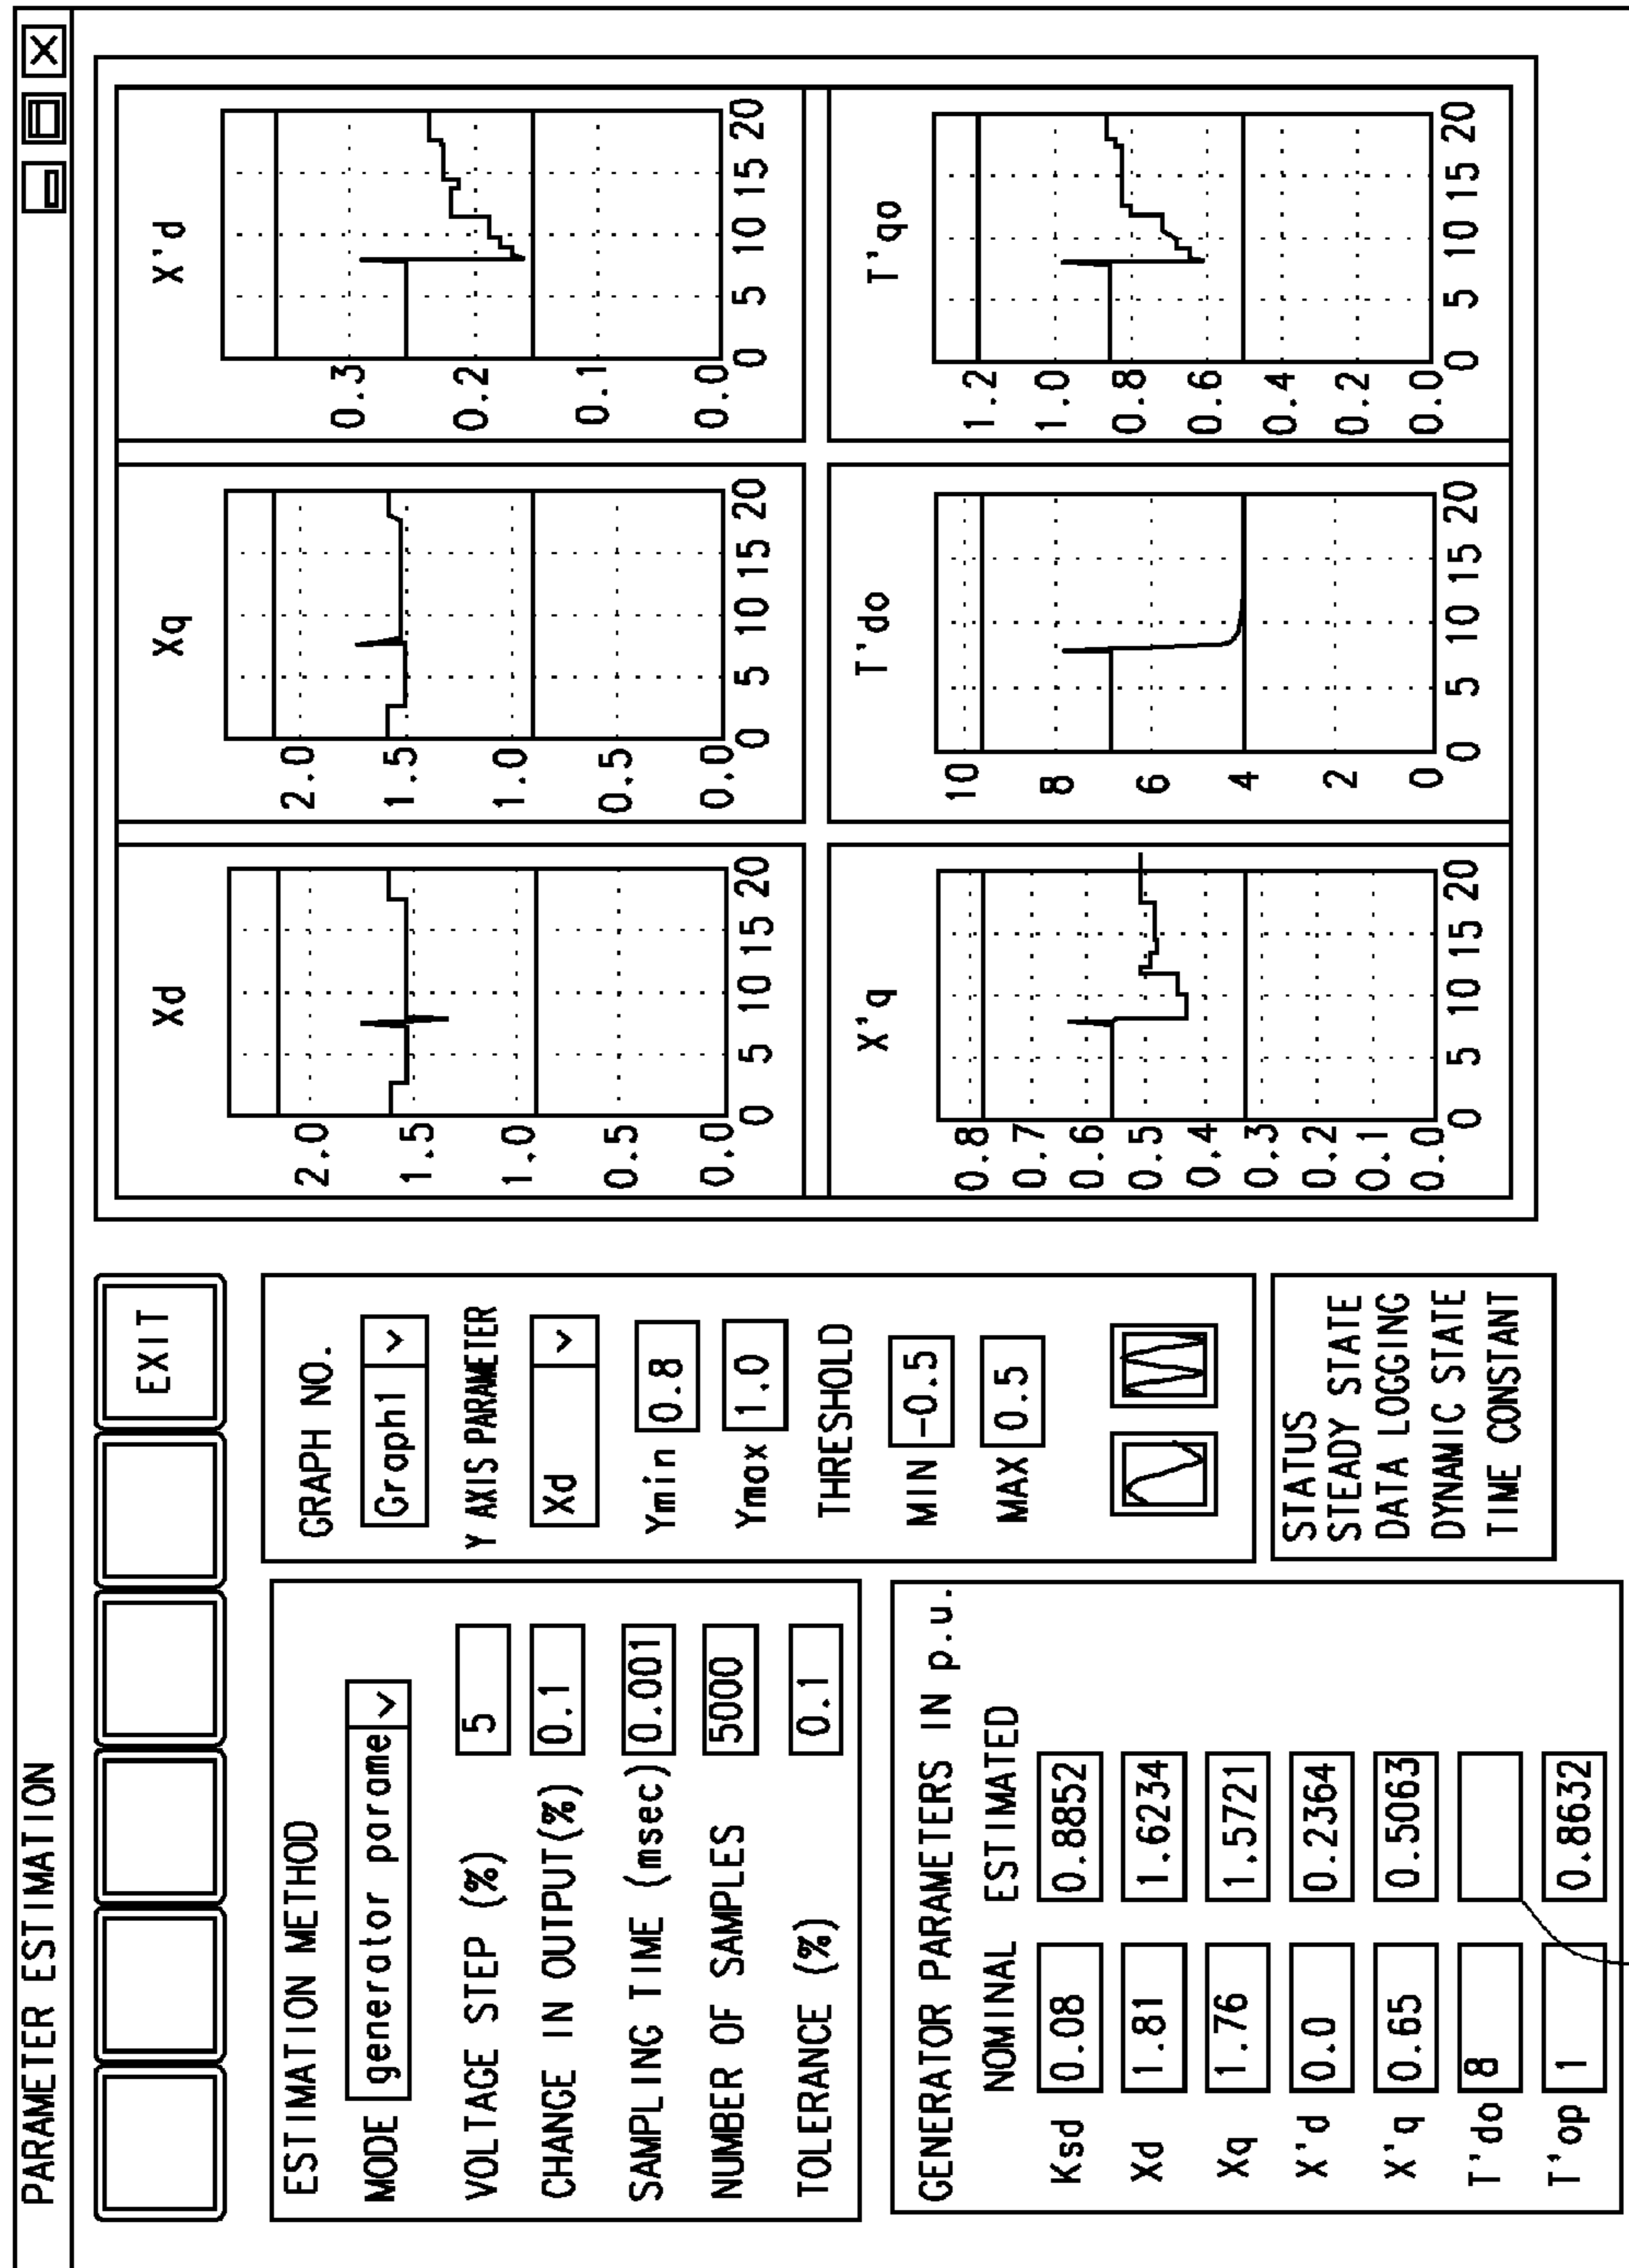 PARAMETER ESTIMATION
EXIT
ESTIMATION METHOD
MODE generator parame
VOLTAGE STEP (%) 5
CHANGE IN OUTPUT(%) 0.1
SAMPLING TIME (msec) 0.001
NUMBER OF SAMPLES 5000
TOLERANCE (%) 0.1
GENERATOR PARAMETERS IN p.u.
NOMINAL ESTIMATED
Ksd 0.08 0.8852
Xd 1.81 1.6234
Xq 1.76 1.5721
X'd 0.0 0.2364
X'q 0.65 0.5063
T'do 8
T'op 1 0.8632
GRAPH NO.
Graph1
Y AXIS PARAMETER
Xd
Ymin 0.8
Ymax 1.0
THRESHOLD
MIN -0.5
MAX 0.5
STATUS
STEADY STATE
DATA LOGGING
DYNAMIC STATE
TIME CONSTANT
Xd
2.0
1.5
1.0
0.5
0.0
0 5 10 15 20
Xq
2.0
1.5
1.0
0.5
0.0
0 5 10 15 20
X'd
0.3
0.2
0.1
0.0
0 5 10 15 20
X'q
0.8
0.7
0.6
0.5
0.4
0.3
0.2
0.1
0.0
0 5 10 15 20
T'do
10
8
6
4
2
0
0 5 10 15 20
T'qo
1.2
1.0
0.8
0.6
0.4
0.2
0.0
0 5 10 15 20